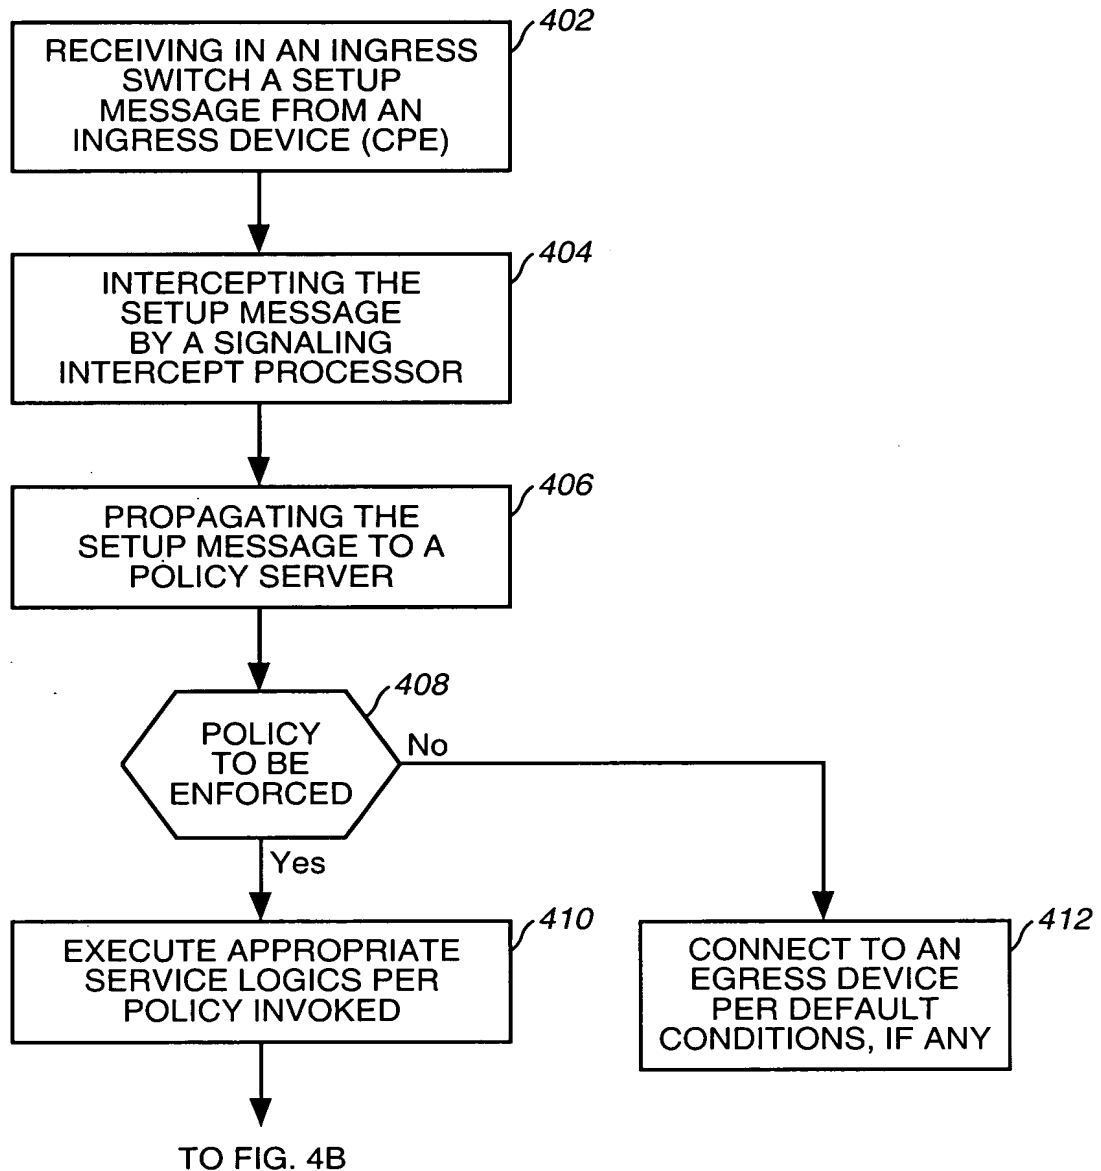 402
RECEIVING IN AN INGRESS
SWITCH A SETUP
MESSAGE FROM AN
INGRESS DEVICE (CPE)
404
INTERCEPTING THE
SETUP MESSAGE
BY A SIGNALING
INTERCEPT PROCESSOR
406
PROPAGATING THE
SETUP MESSAGE TO A
POLICY SERVER
408
POLICY
TO BE
ENFORCED
No
Yes
410
EXECUTE APPROPRIATE
SERVICE LOGICS PER
POLICY INVOKED
412
CONNECT TO AN
EGRESS DEVICE
PER DEFAULT
CONDITIONS, IF ANY
TO FIG. 4B